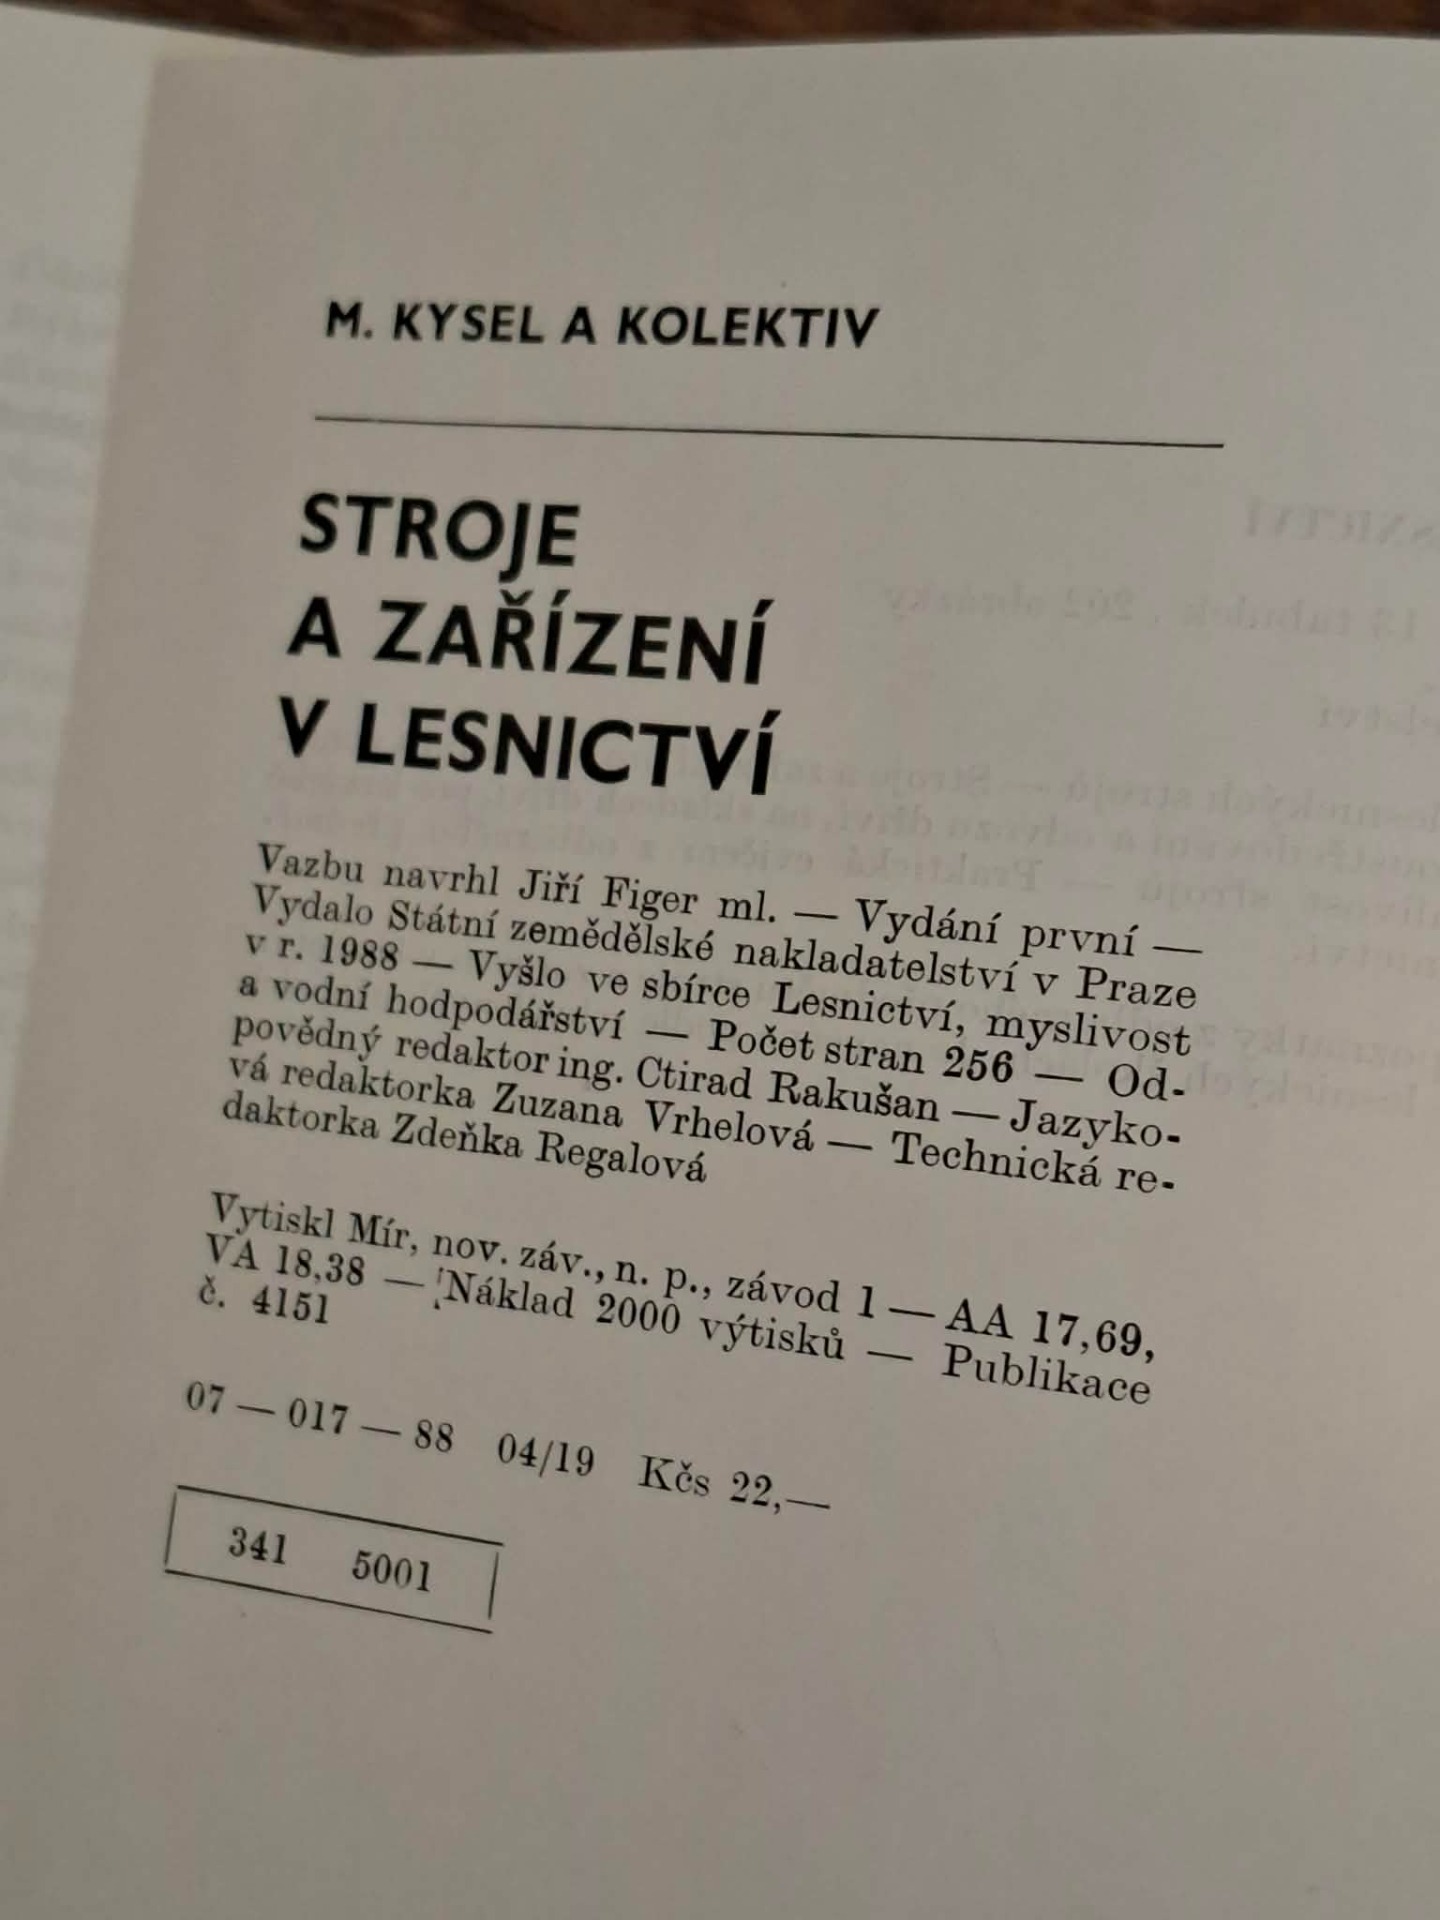 M. KYSEL A KOLEKTIV
STROJE
A ZAŘÍZENÍ
V LESNICTVÍ
Vazbu navrhl Jiří Figer ml. — Vydání první —
Vydalo Státní zemědělské nakladatelství v Praze
v r. 1988 — Vyšlo ve sbírce Lesnictví, myslivost
a vodní hodpodářství — Počet stran 256 — Od-
povědný redaktor ing. Ctirad Rakušan — Jazyko-
vá redaktorka Zuzana Vrhelová — Technická re-
daktorka Zdeňka Regalová
Vytiskl Mír, nov. záv., n. p., závod 1 — AA 17,69,
VA 18,38 — Náklad 2000 výtisků — Publikace
č. 4151
07 — 017 — 88 04/19 Kčs 22,—
341 5001